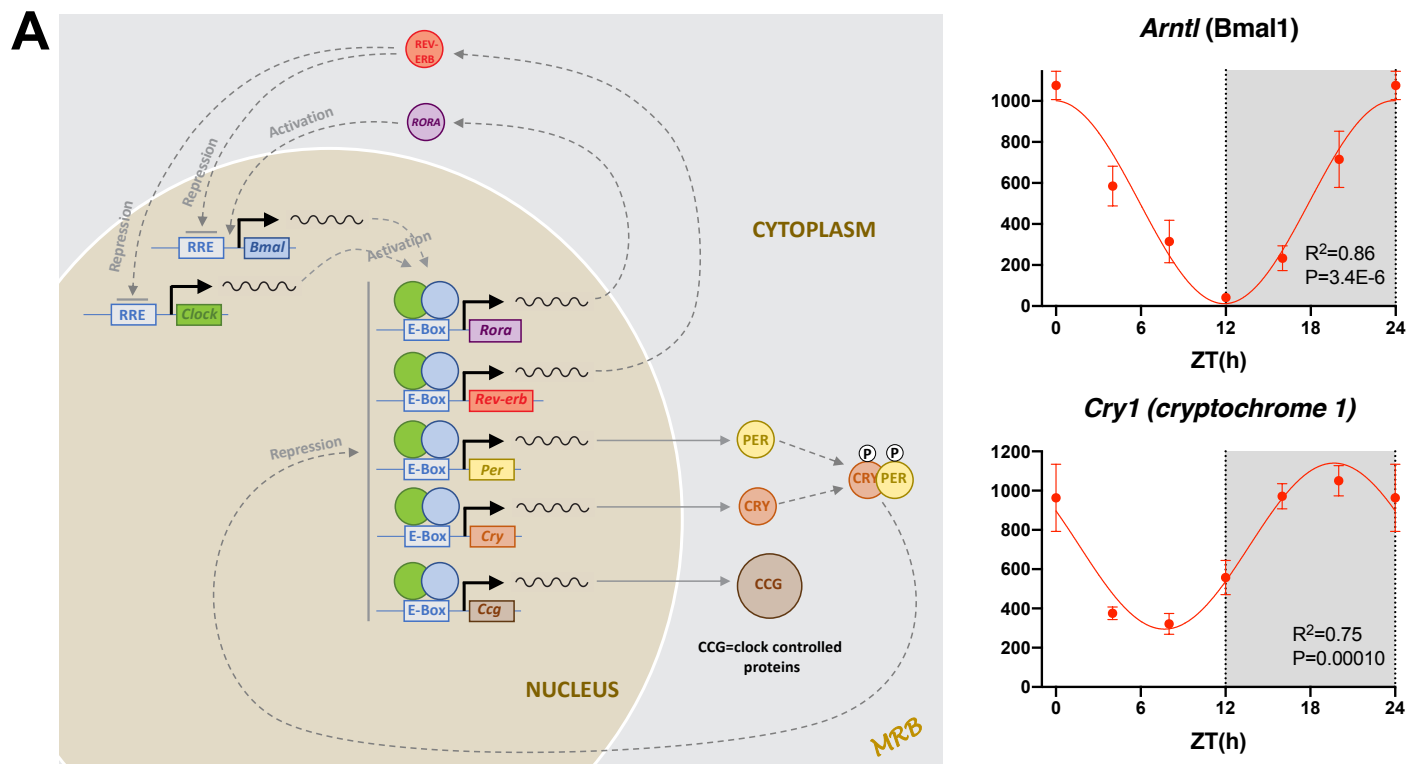 A
REV-
ERB
RORA
Activation
Repression
Repression
RRE
Bmal
Activation
RRE
Clock
CYTOPLASM
E-Box
Rora
E-Box
Rev-erb
Repression
E-Box
Per
PER
P
P
CRY
PER
E-Box
Cry
CRY
E-Box
Ccg
CCG
CCG=clock controlled
proteins
NUCLEUS
MRB
Arntl (Bmal1)
1000
800
600
400
200
0
R²=0.86
P=3.4E-6
0
6
12
18
24
ZT(h)
Cry1 (cryptochrome 1)
1200
1000
800
600
400
200
0
R²=0.75
P=0.00010
0
6
12
18
24
ZT(h)